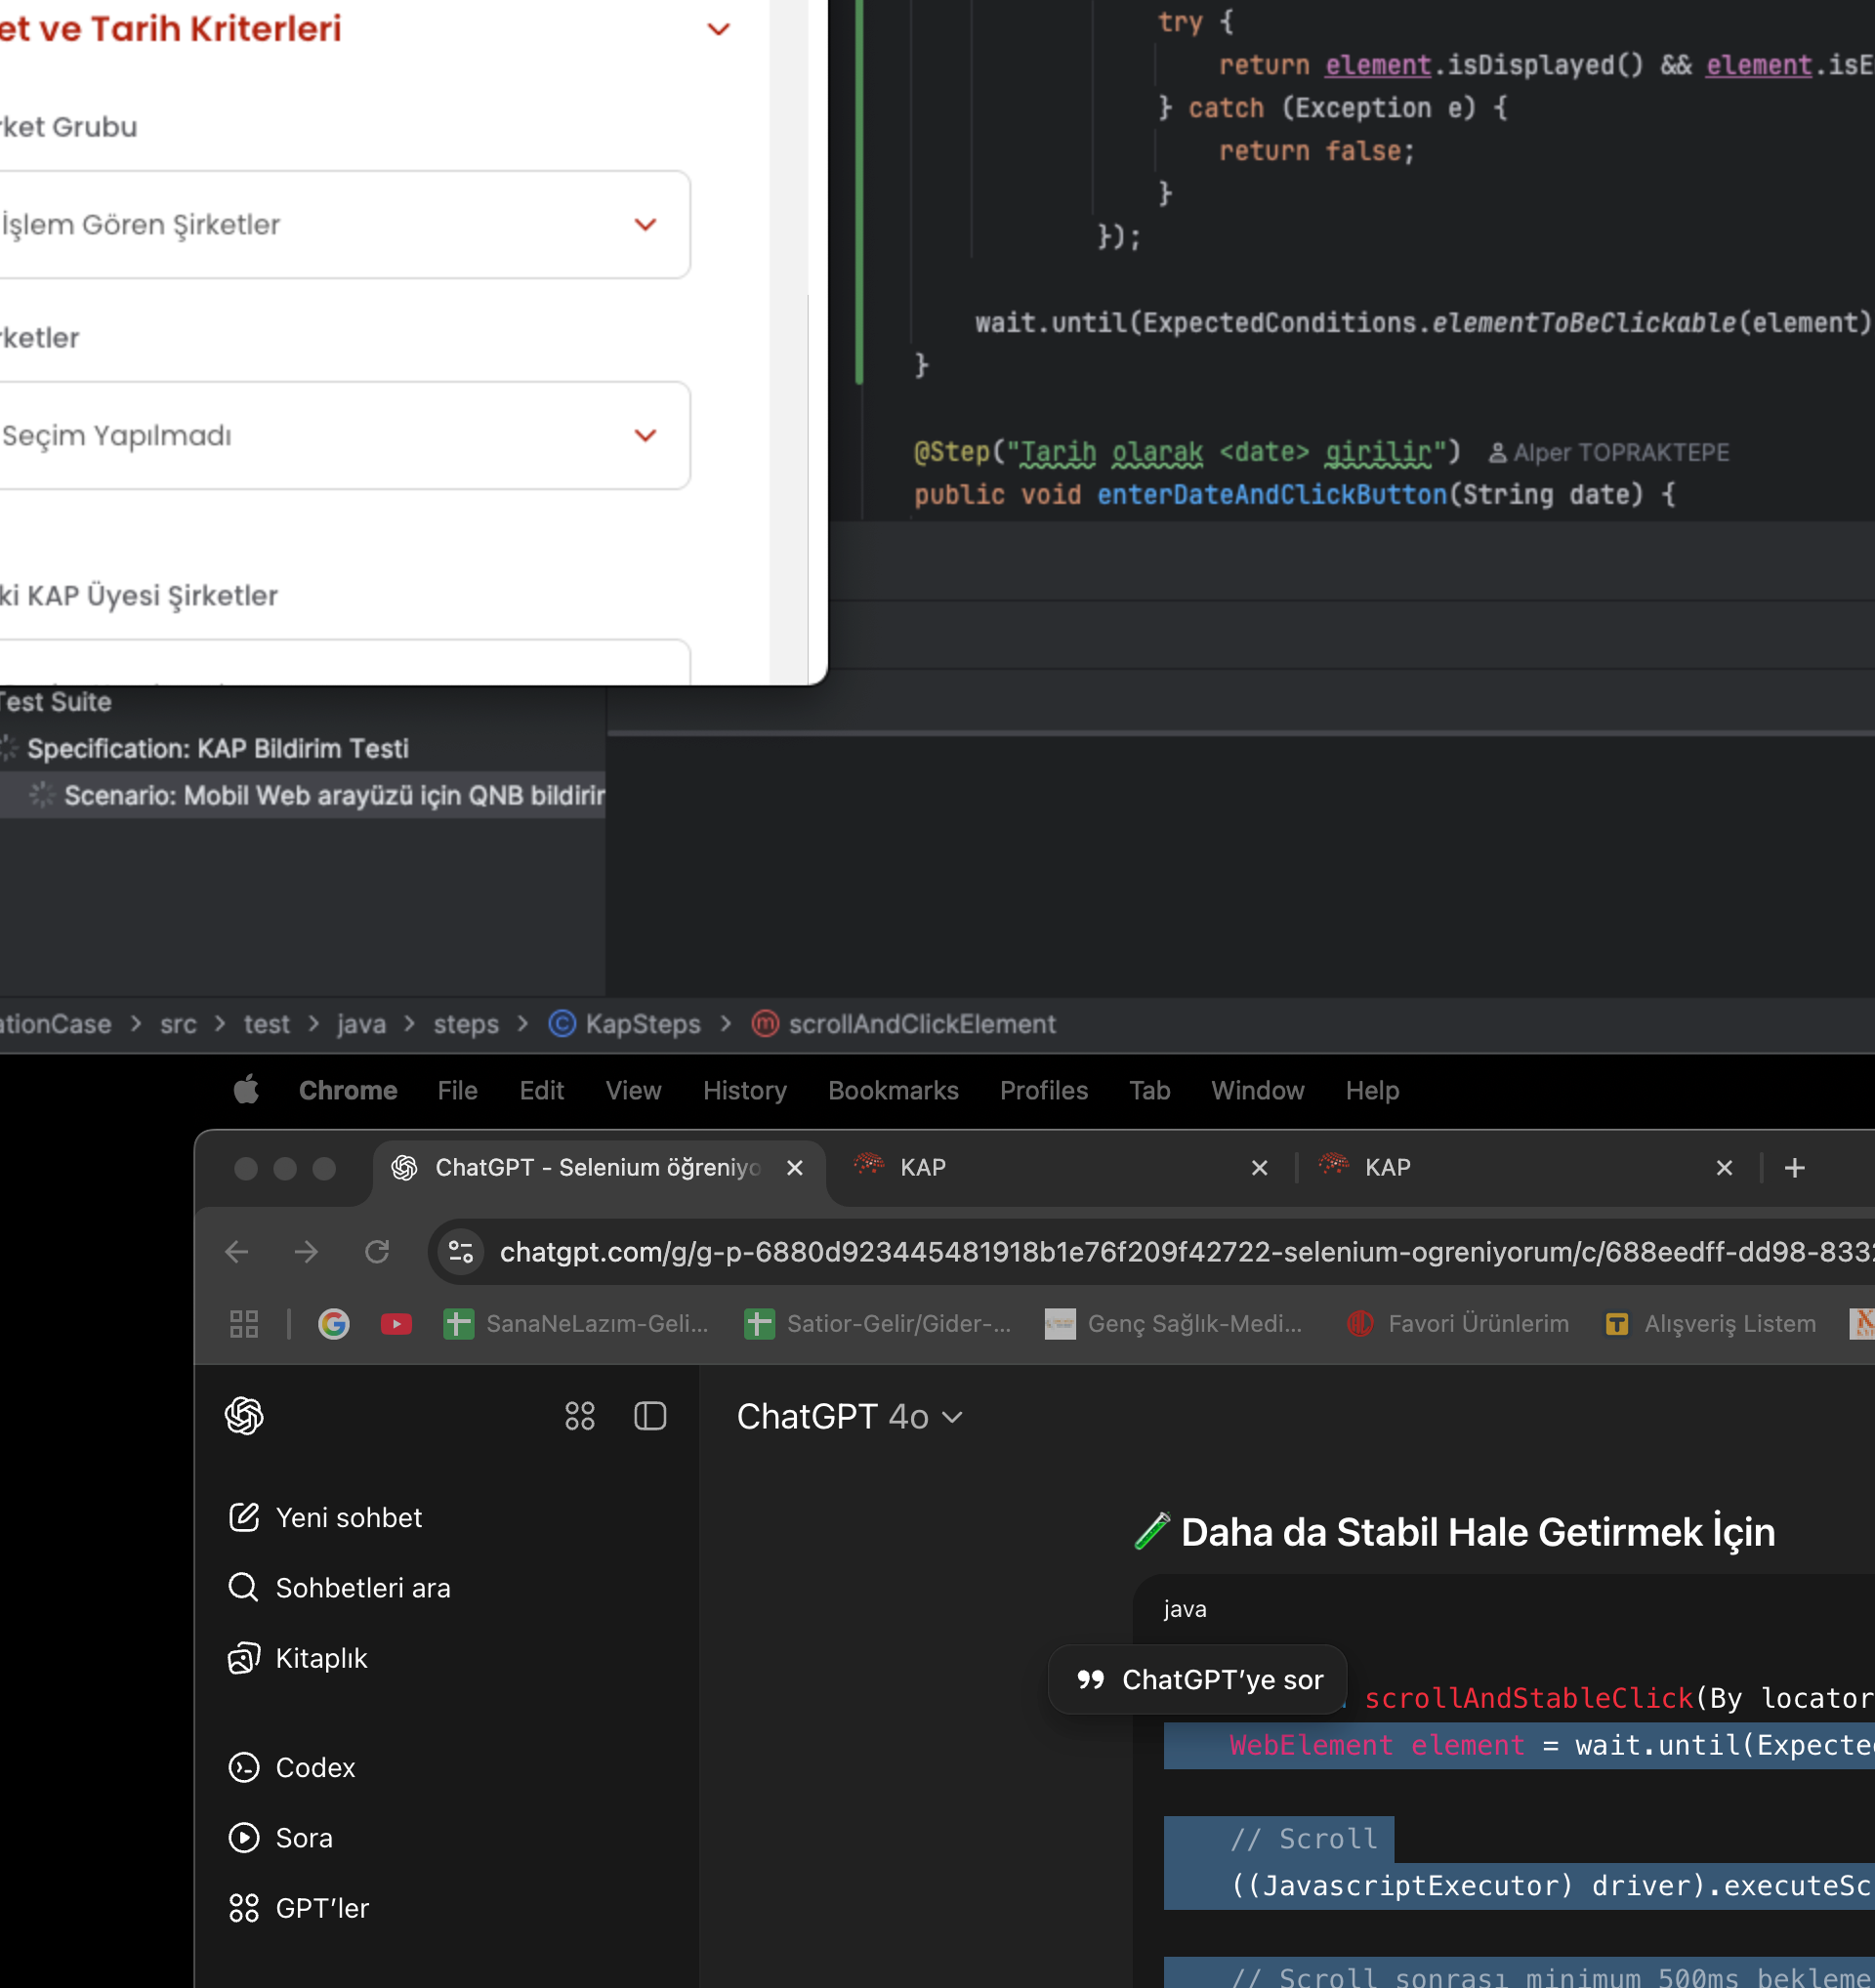 et ve Tarih Kriterleri
rket Grubu
İşlem Gören Şirketler
rketler
Seçim Yapılmadı
ki KAP Üyesi Şirketler
try {
return element.isDisplayed() && element.isE
} catch (Exception e) {
return false;
}
});
wait.until(ExpectedConditions.elementToBeClickable(element)
}
@Step("Tarih olarak <date> girilir") Alper TOPRAKTEPE
public void enterDateAndClickButton(String date) {
Test Suite
Specification: KAP Bildirim Testi
Scenario: Mobil Web arayüzü için QNB bildirir
ationCase > src > test > java > steps > KapSteps > scrollAndClickElement
Chrome File Edit View History Bookmarks Profiles Tab Window Help
ChatGPT - Selenium öğreniyo
KAP
KAP
chatgpt.com/g/g-p-6880d923445481918b1e76f209f42722-selenium-ogreniyorum/c/688eedff-dd98-833
SanaNeLazım-Geli... Satior-Gelir/Gider-... Genç Sağlık-Medi... Favori Ürünlerim Alışveriş Listem
ChatGPT 4o
Yeni sohbet
Sohbetleri ara
Kitaplık
Codex
Sora
GPT'ler
Daha da Stabil Hale Getirmek İçin
java
ChatGPT'ye sor
scrollAndStableClick(By locator
WebElement element = wait.until(Expected
// Scroll
((JavascriptExecutor) driver).executeSc
// Scroll sonrası minimum 500ms bekleme